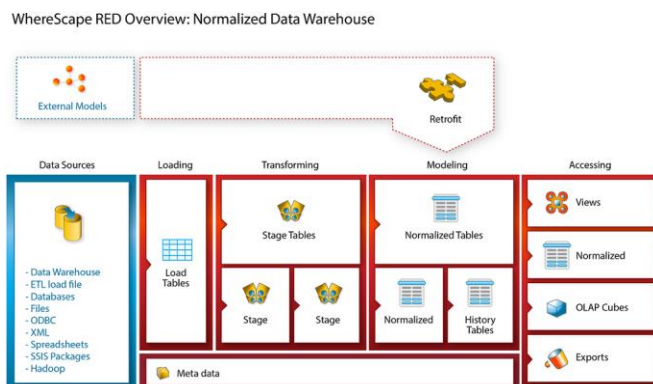 WhereScape RED Overview: Normalized Data Warehouse
External Models
Retrofit
Data Sources
Loading
Transforming
Modeling
Accessing
- Data Warehouse
- ETL load file
- Databases
- Files
- ODBC
- XML
- Spreadsheets
- SSIS Packages
- Hadoop
Load
Tables
Stage Tables
Stage
Stage
Normalized Tables
Normalized
History
Tables
Views
Normalized
OLAP Cubes
Exports
Meta data